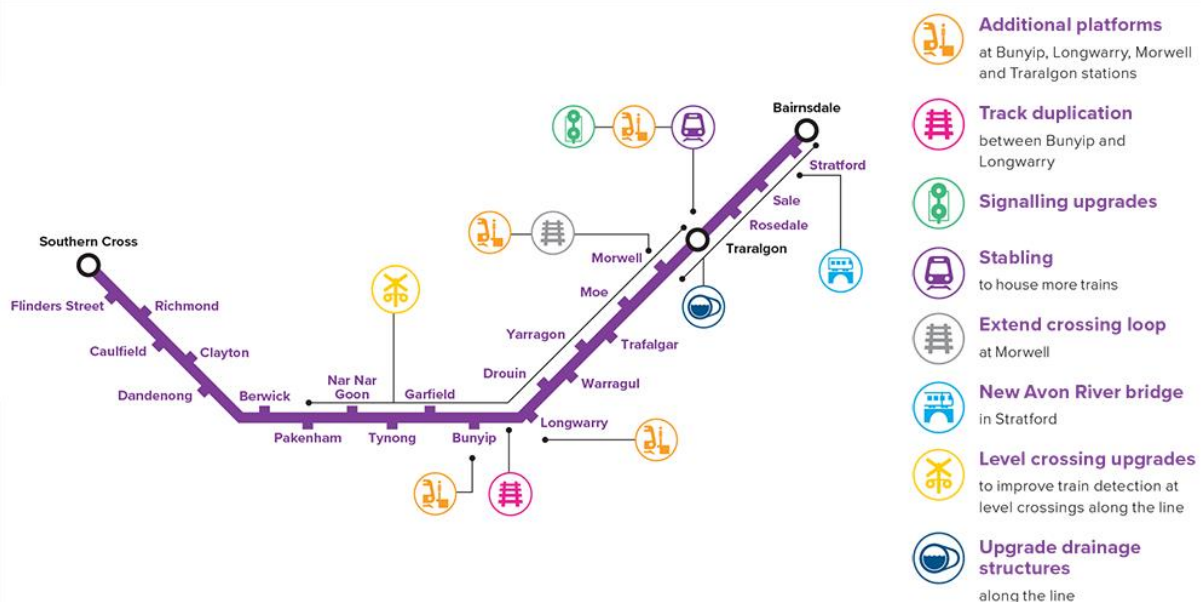 Bairnsdale
Stratford
Sale
Rosedale
Traralgon
Morwell
Moe
Trafalgar
Yarragon
Warragul
Drouin
Longwarry
Southern Cross
Flinders Street
Richmond
Caulfield
Clayton
Dandenong
Berwick
Nar Nar
Goon
Garfield
Pakenham
Tynong
Bunyip
Additional platforms
at Bunyip, Longwarry, Morwell
and Traralgon stations
Track duplication
between Bunyip and
Longwarry
Signalling upgrades
Stabling
to house more trains
Extend crossing loop
at Morwell
New Avon River bridge
in Stratford
Level crossing upgrades
to improve train detection at
level crossings along the line
Upgrade drainage
structures
along the line